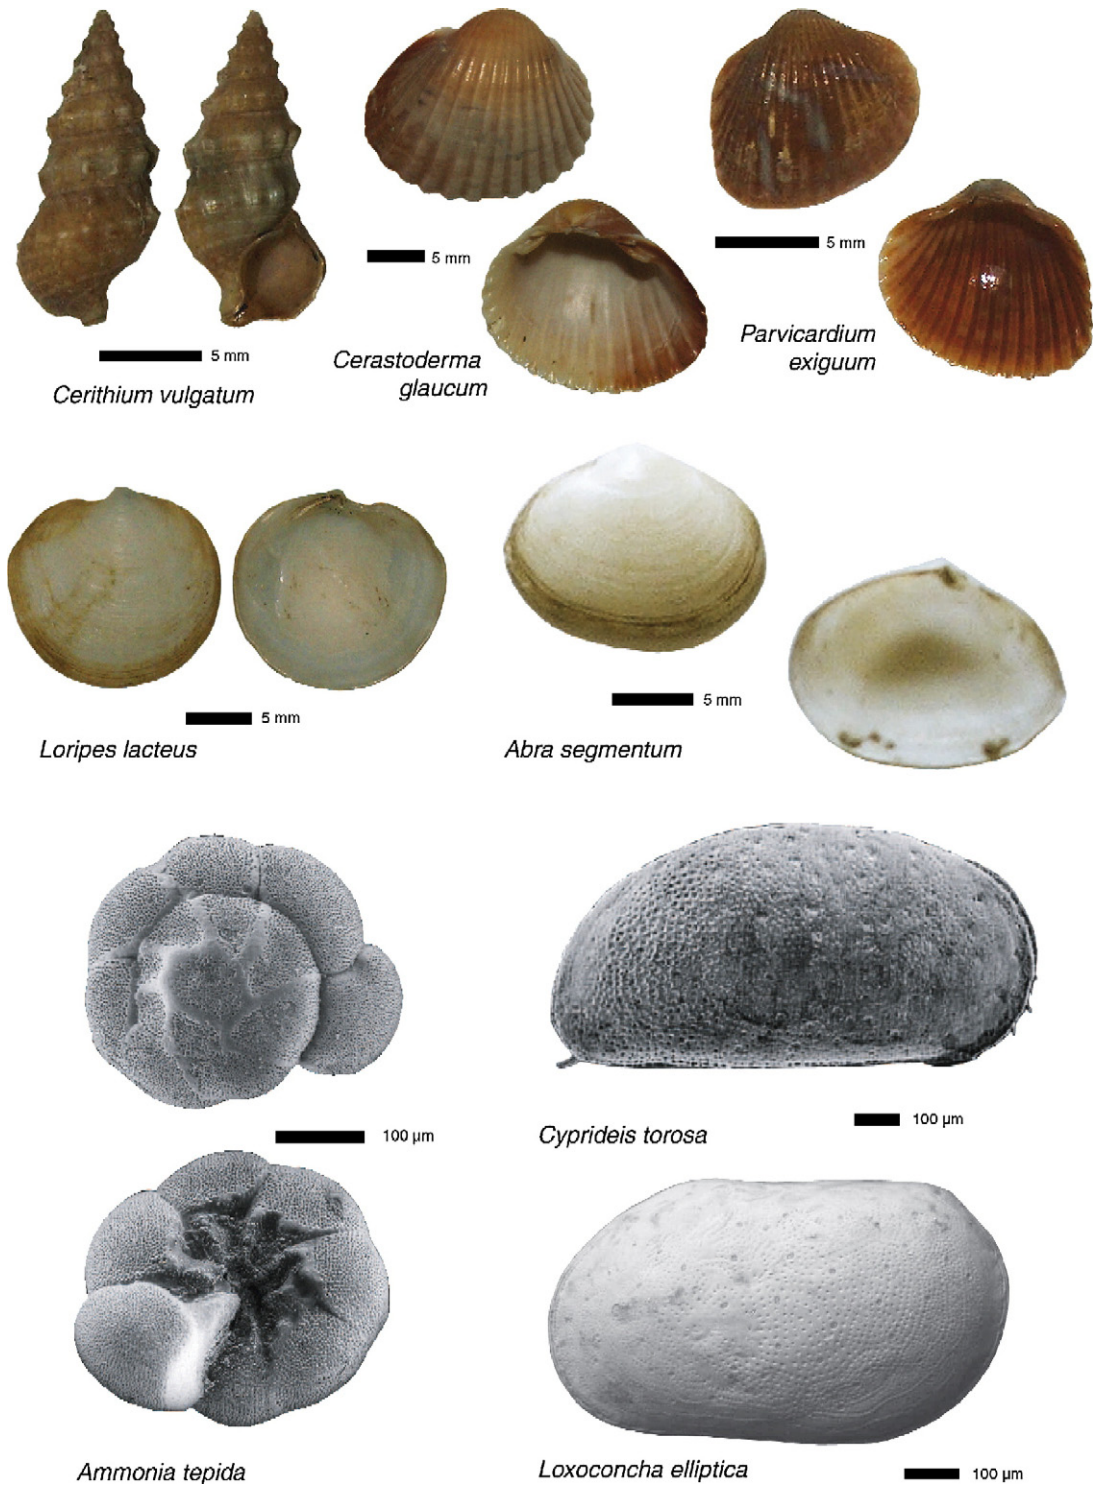 5 mm
Cerithium vulgatum
5 mm
Cerastoderma
glaucum
5 mm
Parvicardium
exiguum
5 mm
Loripes lacteus
5 mm
Abra segmentum
100 µm
Cyprideis torosa
100 µm
Ammonia tepida
Loxoconcha elliptica
100 µm